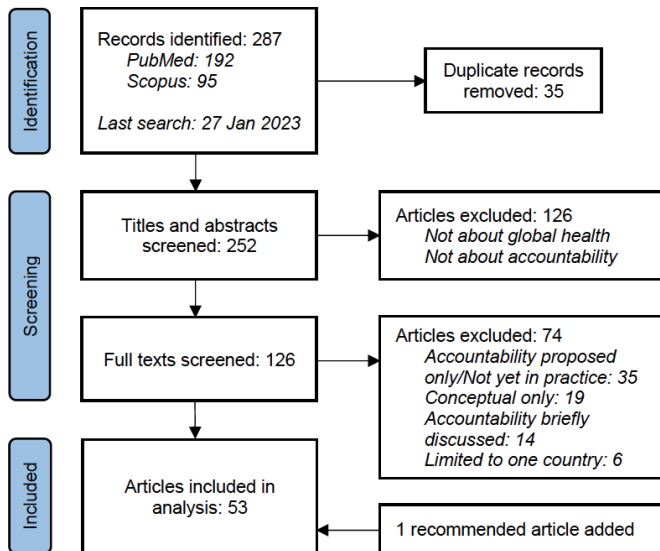 Identification
Records identified: 287
PubMed: 192
Scopus: 95
Last search: 27 Jan 2023
Duplicate records
removed: 35
Screening
Titles and abstracts
screened: 252
Articles excluded: 126
Not about global health
Not about accountability
Full texts screened: 126
Articles excluded: 74
Accountability proposed
only/Not yet in practice: 35
Conceptual only: 19
Accountability briefly
discussed: 14
Limited to one country: 6
Included
Articles included in
analysis: 53
1 recommended article added